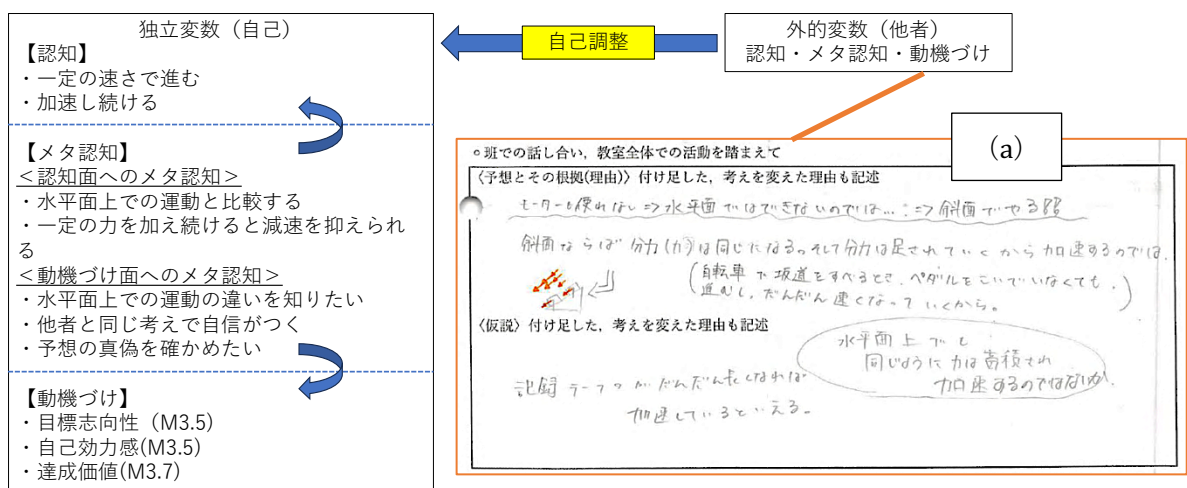 独立変数（自己）
【認知】
・一定の速さで進む
・加速し続ける
【メタ認知】
<認知面へのメタ認知>
・水平面上での運動と比較する
・一定の力を加え続けると減速を抑えられ
る
<動機づけ面へのメタ認知>
・水平面上での運動の違いを知りたい
・他者と同じ考えで自信がつく
・予想の真偽を確かめたい
【動機づけ】
・目標志向性（M3.5）
・自己効力感(M3.5)
・達成価値(M3.7)
自己調整
外的変数（他者）
認知・メタ認知・動機づけ
(a)
○班での話し合い，教室全体での活動を踏まえて
〈予想とその根拠(理由)〉付け足した，考えを変えた理由も記述
モーターも使れない⇒水平面ではできないのでは…⇒斜面でやる
斜面ならば 分力(力)は同じになる。そして分力は足されていくから加速するのでは.
(自転車で坂道をすべるとき、ペダルをこいでいなくても、
道むし、だんだん速くなっていくから。)
〈仮説〉付け足した，考えを変えた理由も記述
水平面上でし
同じように力は蓄積され
加速するのではないか.
記録テープがだんだん長くなれば
加速しているといえる。